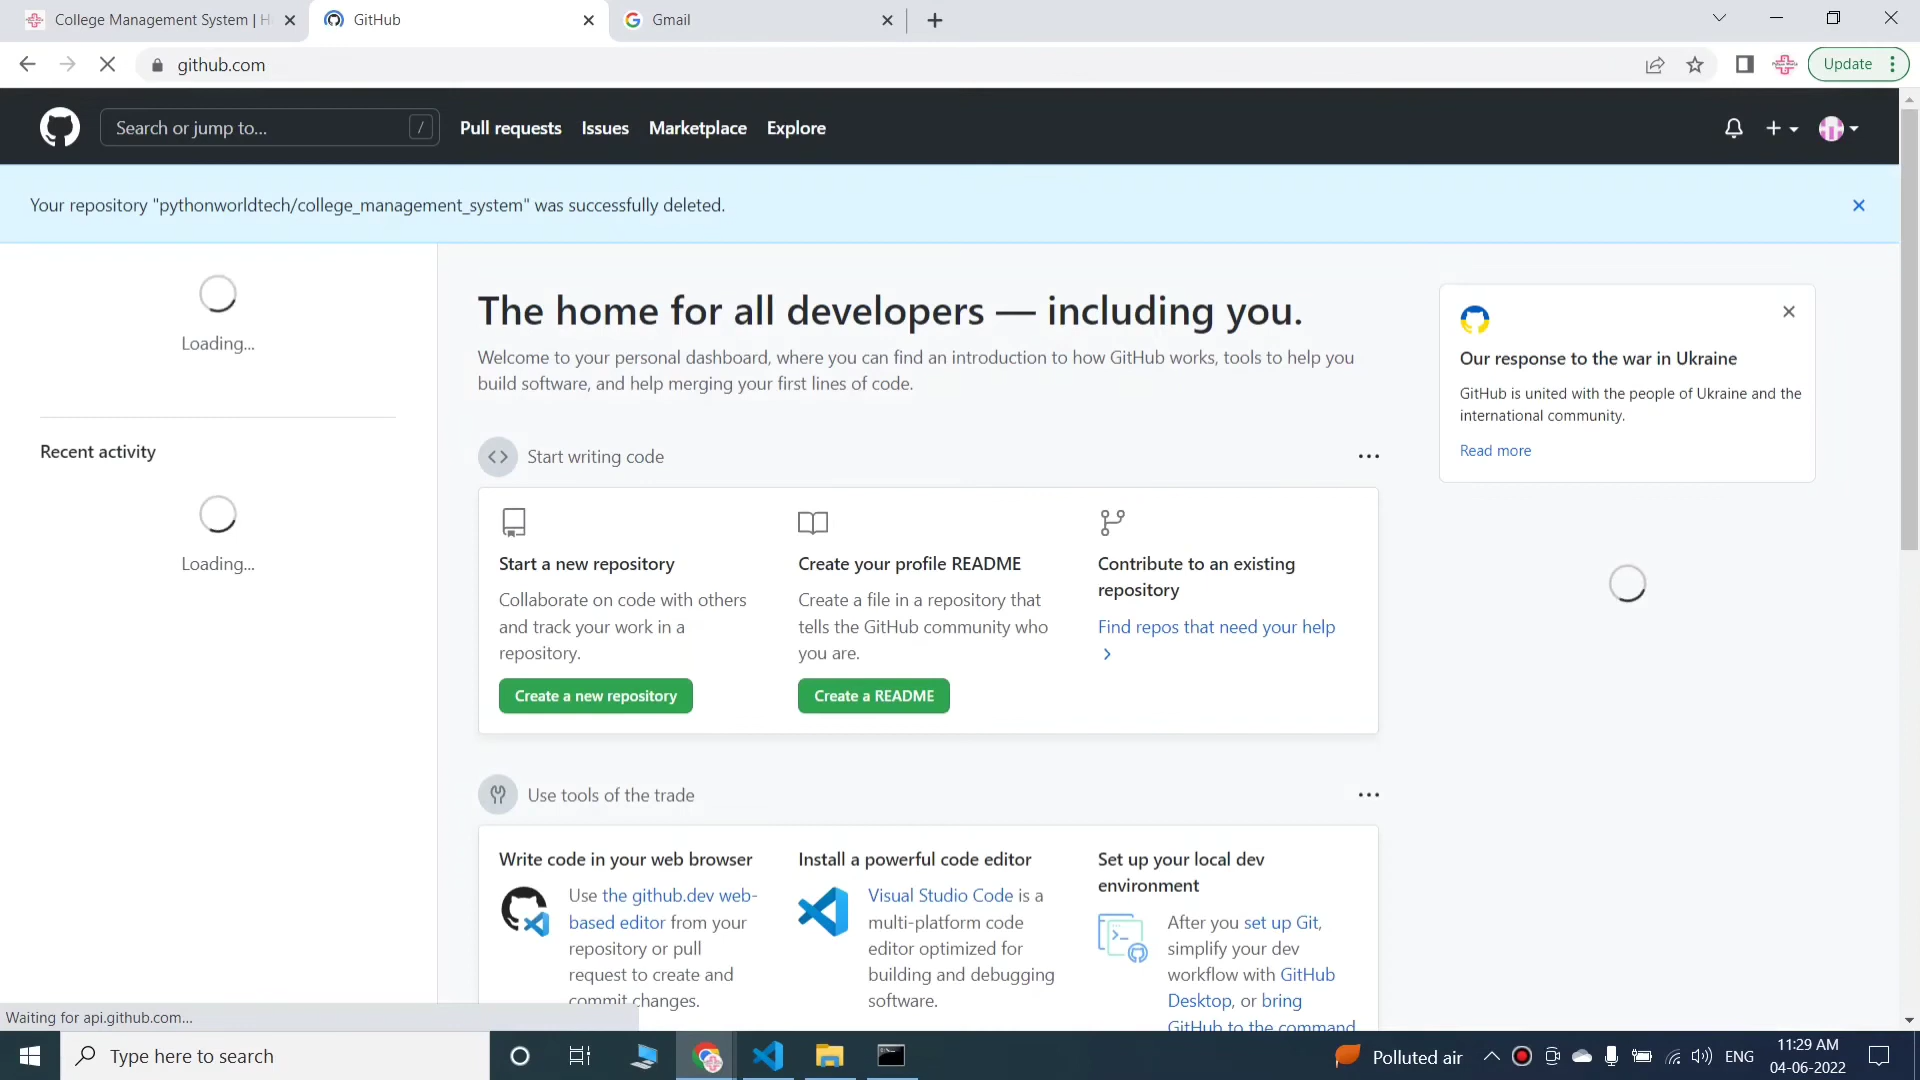 College Management System | H
GitHub
Gmail
github.com
Update
Search or jump to...
/
Pull requests
Issues
Marketplace
Explore
Your repository "pythonworldtech/college_management_system" was successfully deleted.
Loading...
Recent activity
Loading...
The home for all developers — including you.
Welcome to your personal dashboard, where you can find an introduction to how GitHub works, tools to help you
build software, and help merging your first lines of code.
Start writing code
Start a new repository
Collaborate on code with others
and track your work in a
repository.
Create a new repository
Create your profile README
Create a file in a repository that
tells the GitHub community who
you are.
Create a README
Contribute to an existing
repository
Find repos that need your help
Use tools of the trade
Write code in your web browser
Use the github.dev web-
based editor from your
repository or pull
request to create and
commit changes.
Install a powerful code editor
Visual Studio Code is a
multi-platform code
editor optimized for
building and debugging
software.
Set up your local dev
environment
After you set up Git,
simplify your dev
workflow with GitHub
Desktop, or bring
GitHub to the command
Our response to the war in Ukraine
GitHub is united with the people of Ukraine and the
international community.
Read more
Waiting for api.github.com...
Type here to search
Polluted air
ENG
11:29 AM
04-06-2022